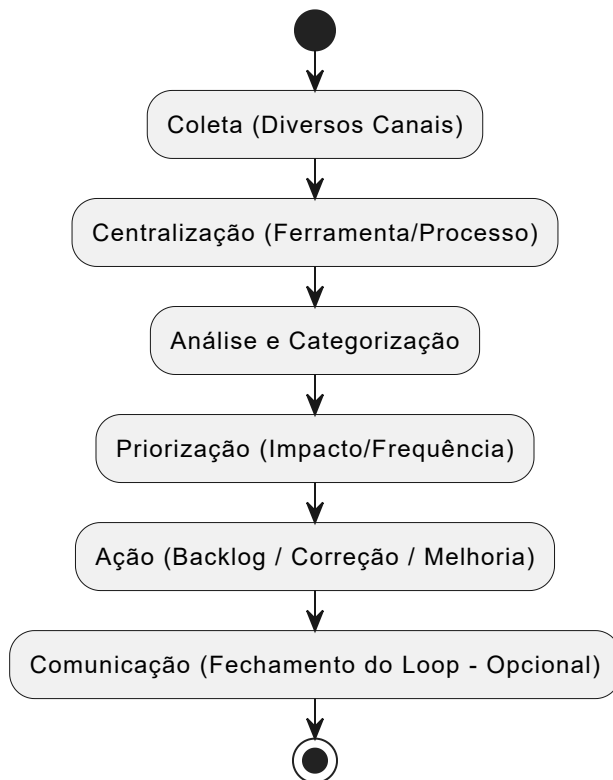 Coleta (Diversos Canais)
Centralização (Ferramenta/Processo)
Análise e Categorização
Priorização (Impacto/Frequência)
Ação (Backlog / Correção / Melhoria)
Comunicação (Fechamento do Loop - Opcional)